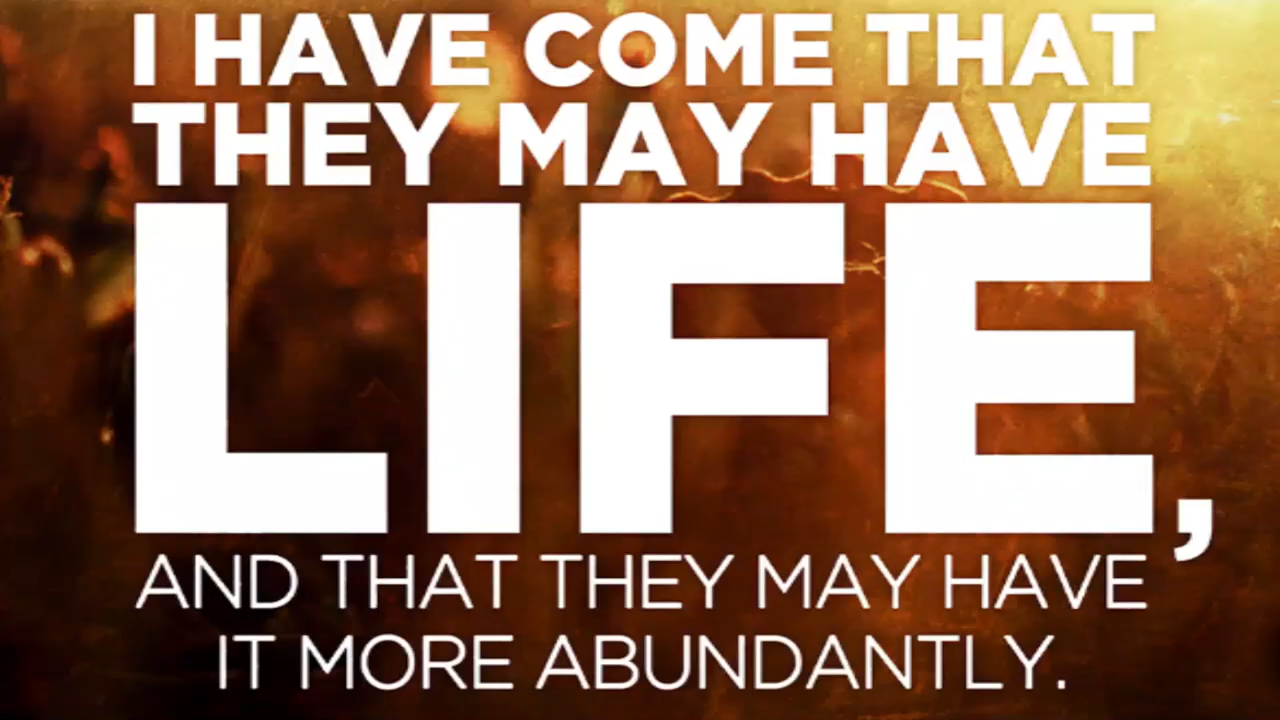 I HAVE COME THAT
THEY MAY HAVE
LIFE,
AND THAT THEY MAY HAVE
IT MORE ABUNDANTLY.